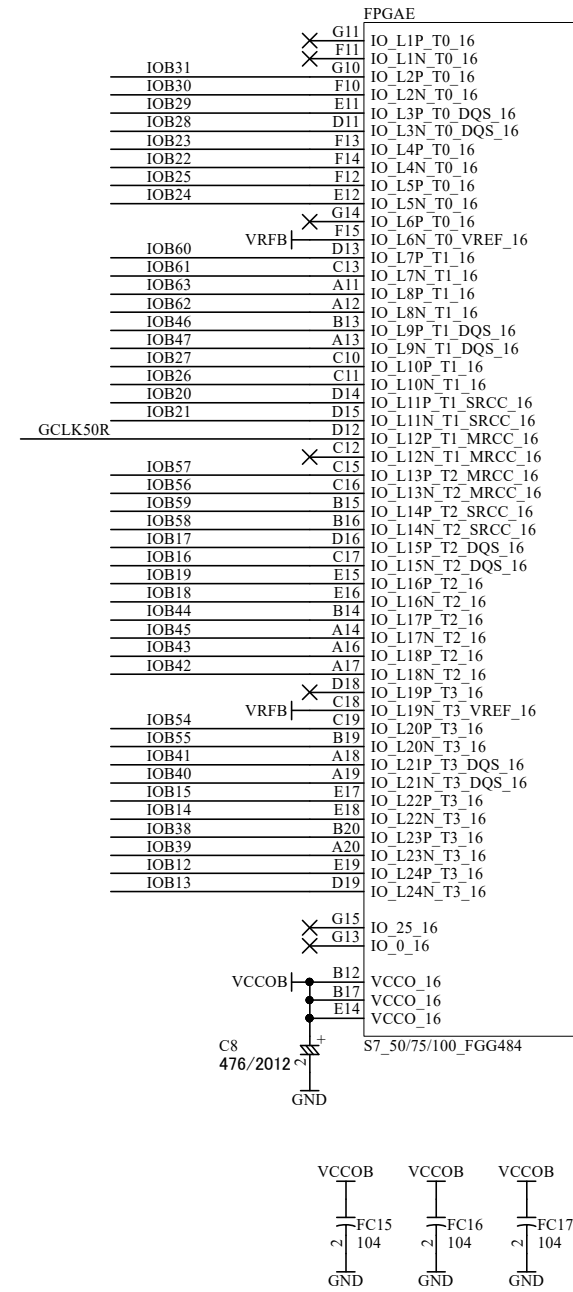 FPGAE
G11 IO_L1P_T0_16
F11 IO_L1N_T0_16
IOB31 G10 IO_L2P_T0_16
IOB30 F10 IO_L2N_T0_16
IOB29 E11 IO_L3P_T0_DQS_16
IOB28 D11 IO_L3N_T0_DQS_16
IOB23 F13 IO_L4P_T0_16
IOB22 F14 IO_L4N_T0_16
IOB25 F12 IO_L5P_T0_16
IOB24 E12 IO_L5N_T0_16
G14 IO_L6P_T0_16
VRFB F15 IO_L6N_T0_VREF_16
IOB60 D13 IO_L7P_T1_16
IOB61 C13 IO_L7N_T1_16
IOB63 A11 IO_L8P_T1_16
IOB62 A12 IO_L8N_T1_16
IOB46 B13 IO_L9P_T1_DQS_16
IOB47 A13 IO_L9N_T1_DQS_16
IOB27 C10 IO_L10P_T1_16
IOB26 C11 IO_L10N_T1_16
IOB20 D14 IO_L11P_T1_SRCC_16
IOB21 D15 IO_L11N_T1_SRCC_16
GCLK50R D12 IO_L12P_T1_MRCC_16
C12 IO_L12N_T1_MRCC_16
IOB57 C15 IO_L13P_T2_MRCC_16
IOB56 C16 IO_L13N_T2_MRCC_16
IOB59 B15 IO_L14P_T2_SRCC_16
IOB58 B16 IO_L14N_T2_SRCC_16
IOB17 D16 IO_L15P_T2_DQS_16
IOB16 C17 IO_L15N_T2_DQS_16
IOB19 E15 IO_L16P_T2_16
IOB18 E16 IO_L16N_T2_16
IOB44 B14 IO_L17P_T2_16
IOB45 A14 IO_L17N_T2_16
IOB43 A16 IO_L18P_T2_16
IOB42 A17 IO_L18N_T2_16
D18 IO_L19P_T3_16
VRFB C18 IO_L19N_T3_VREF_16
IOB54 C19 IO_L20P_T3_16
IOB55 B19 IO_L20N_T3_16
IOB41 A18 IO_L21P_T3_DQS_16
IOB40 A19 IO_L21N_T3_DQS_16
IOB15 E17 IO_L22P_T3_16
IOB14 E18 IO_L22N_T3_16
IOB38 B20 IO_L23P_T3_16
IOB39 A20 IO_L23N_T3_16
IOB12 E19 IO_L24P_T3_16
IOB13 D19 IO_L24N_T3_16
G15 IO_25_16
G13 IO_0_16
VCCOB B12 VCCO_16
B17 VCCO_16
E14 VCCO_16
C8 + S7_50/75/100_FGG484
476/2012 2
GND
VCCOB VCCOB VCCOB
FC15 FC16 FC17
2 104 2 104 2 104
GND GND GND